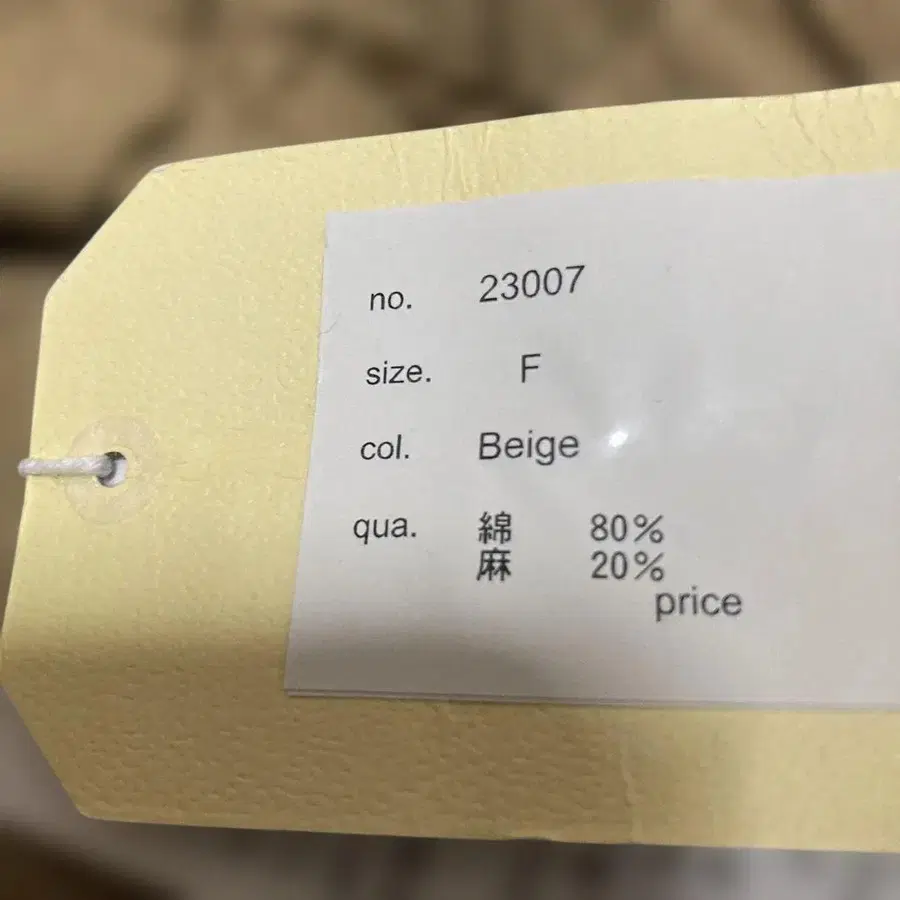 no. 23007
size. F
col. Beige
qua. 綿 80%
麻 20%
price